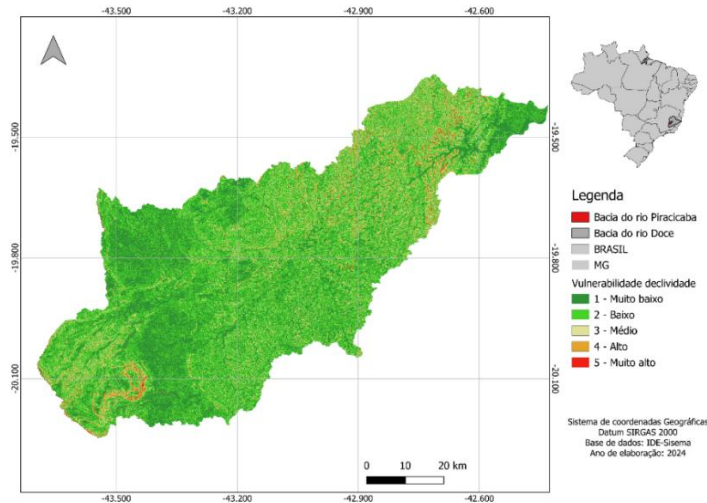 -43.500 -43.200 -42.900 -42.600
-19.500 -19.500
-19.800 -19.800
-20.100 -20.100
0 10 20 km
-43.500 -43.200 -42.900 -42.600
Legenda
Bacia do rio Piracicaba
Bacia do rio Doce
BRASIL
MG
Vulnerabilidade declividade
1 - Muito baixo
2 - Baixo
3 - Médio
4 - Alto
5 - Muito alto
Sistema de coordenadas Geográficas
Datum SIRGAS 2000
Base de dados: IDE-Sisema
Ano de elaboração: 2024